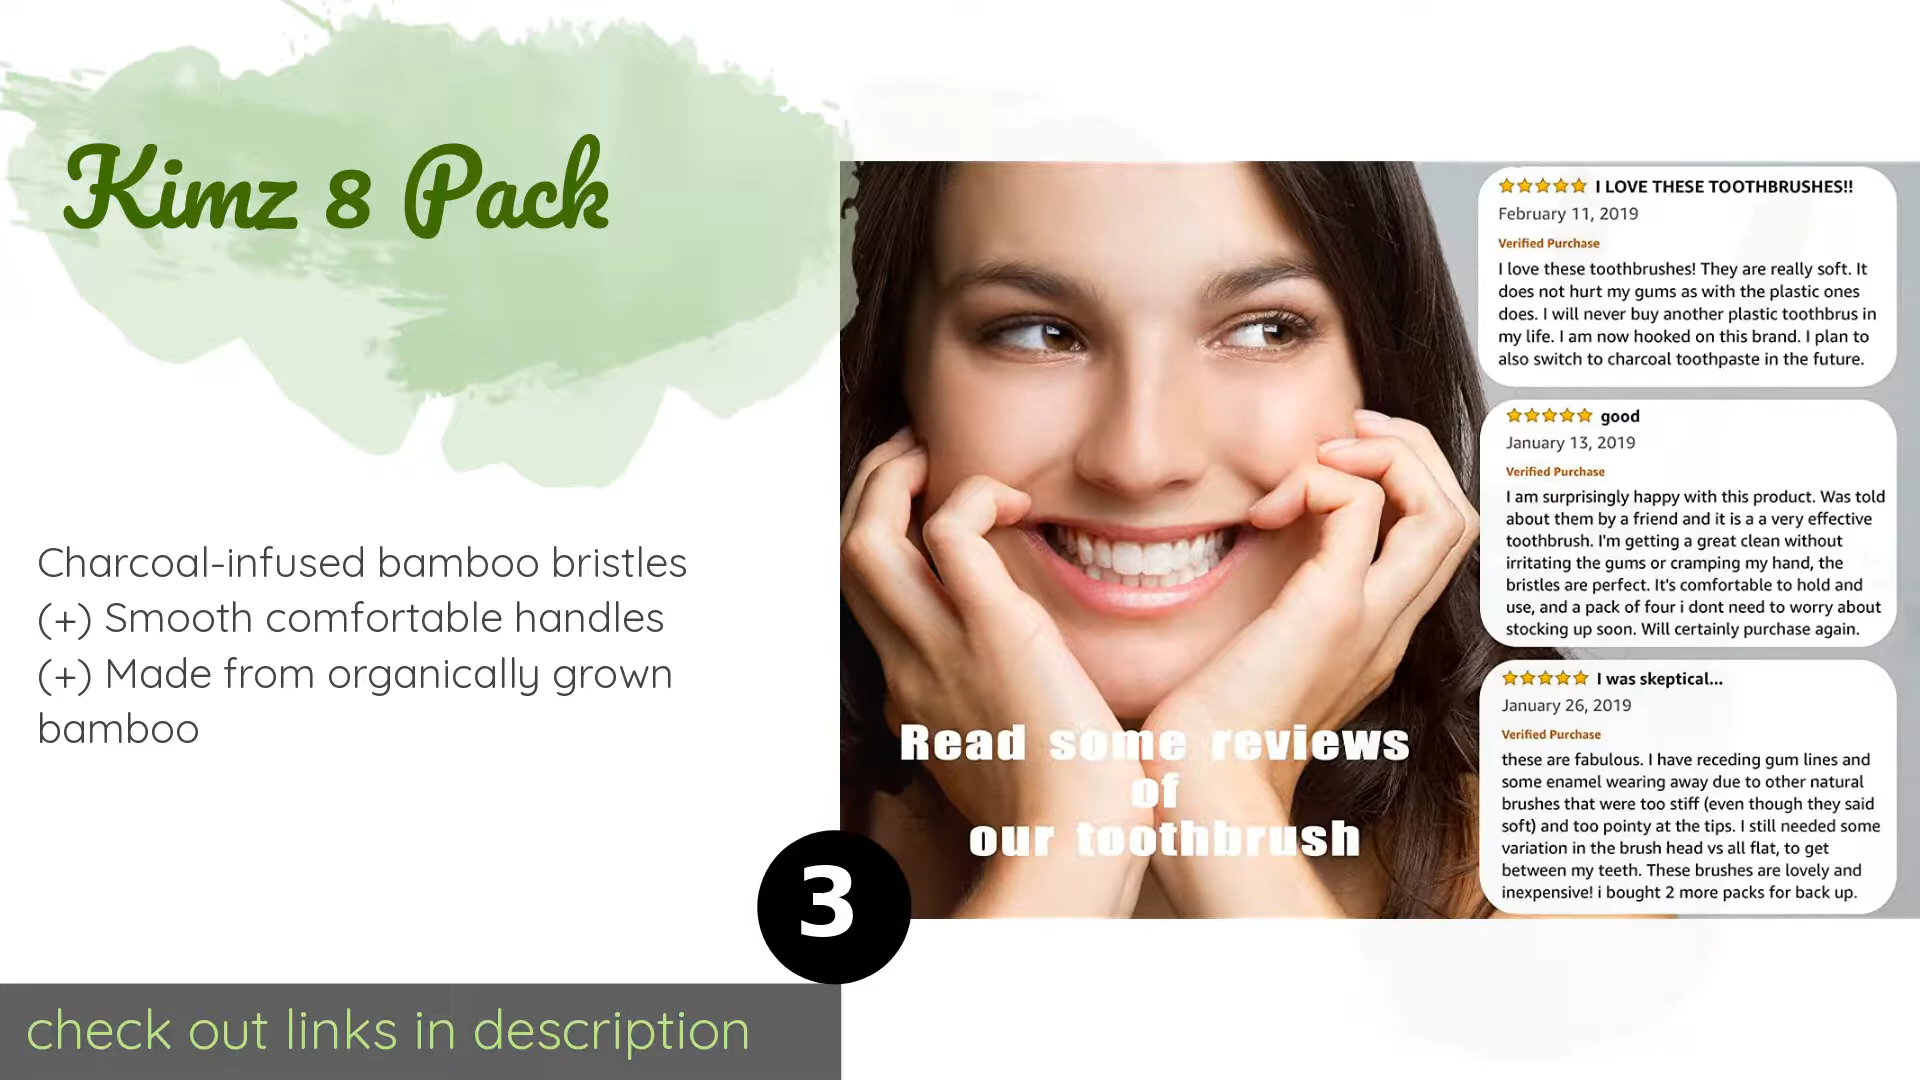 Kimz 8 Pack
Charcoal-infused bamboo bristles
(+) Smooth comfortable handles
(+) Made from organically grown
bamboo
3
check out links in description
Read some reviews
of
our toothbrush
I LOVE THESE TOOTHBRUSHES!!
February 11, 2019
Verified Purchase
I love these toothbrushes! They are really soft. It
does not hurt my gums as with the plastic ones
does. I will never buy another plastic toothbrus in
my life. I am now hooked on this brand. I plan to
also switch to charcoal toothpaste in the future.
good
January 13, 2019
Verified Purchase
I am surprisingly happy with this product. Was told
about them by a friend and it is a a very effective
toothbrush. I'm getting a great clean without
irritating the gums or cramping my hand, the
bristles are perfect. It's comfortable to hold and
use, and a pack of four i dont need to worry about
stocking up soon. Will certainly purchase again.
I was skeptical...
January 26, 2019
Verified Purchase
these are fabulous. I have receding gum lines and
some enamel wearing away due to other natural
brushes that were too stiff (even though they said
soft) and too pointy at the tips. I still needed some
variation in the brush head vs all flat, to get
between my teeth. These brushes are lovely and
inexpensive! i bought 2 more packs for back up.